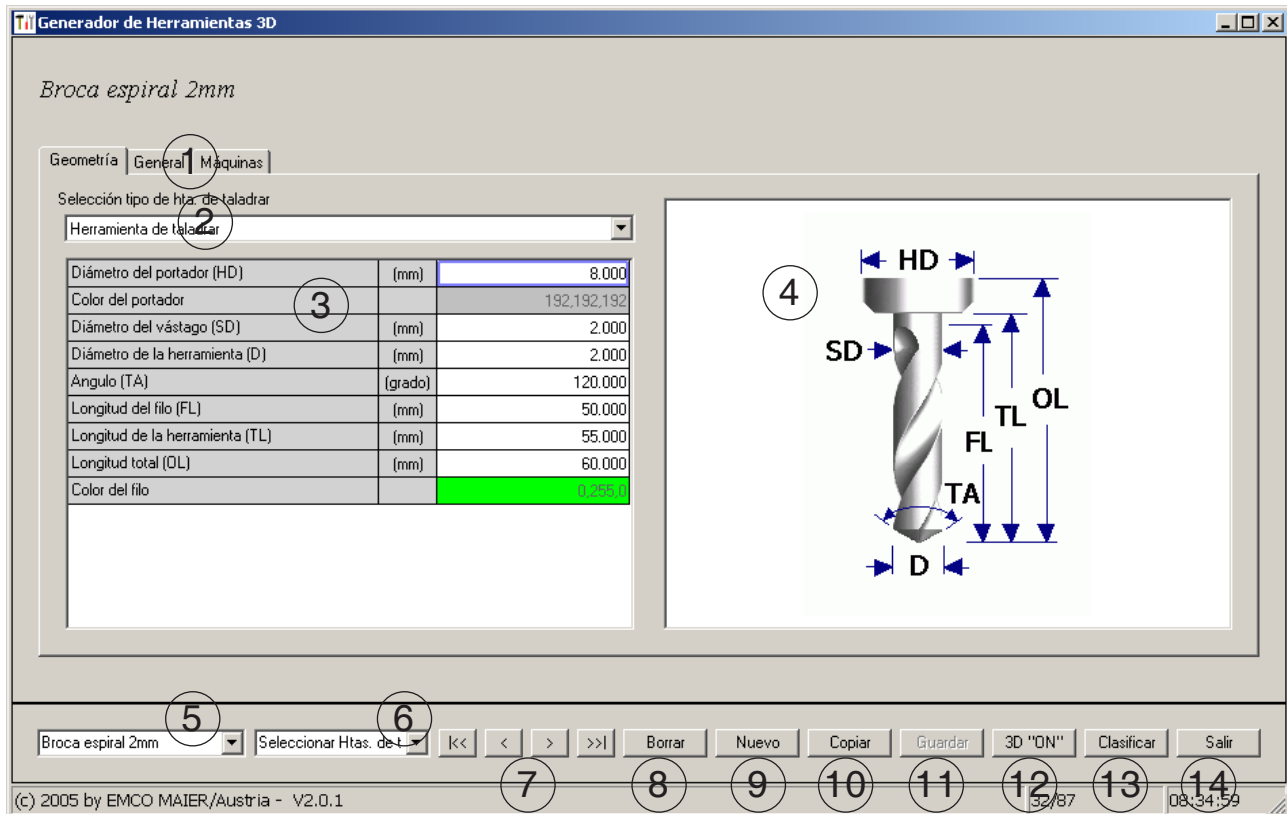 Generador de Herramientas 3D
Broca espiral 2mm
Geometría General Máquinas
1
Selección tipo de hta. de taladrar
Herramienta de taladrar
2
Diámetro del portador (HD) (mm) 8.000
Color del portador 192,192,192
Diámetro del vástago (SD) (mm) 2.000
Diámetro de la herramienta (D) (mm) 2.000
Angulo (TA) (grado) 120.000
Longitud del filo (FL) (mm) 50.000
Longitud de la herramienta (TL) (mm) 55.000
Longitud total (OL) (mm) 60.000
Color del filo 0,255,0
3
4
HD
SD
OL
TL
FL
TA
D
5 6
Broca espiral 2mm Seleccionar Htas. de t |<< < > >>| Borrar Nuevo Copiar Guardar 3D "ON" Clasificar Salir
7 8 9 10 11 12 13 14
(c) 2005 by EMCO MAIER/Austria - V2.0.1 32/87 08:34:59